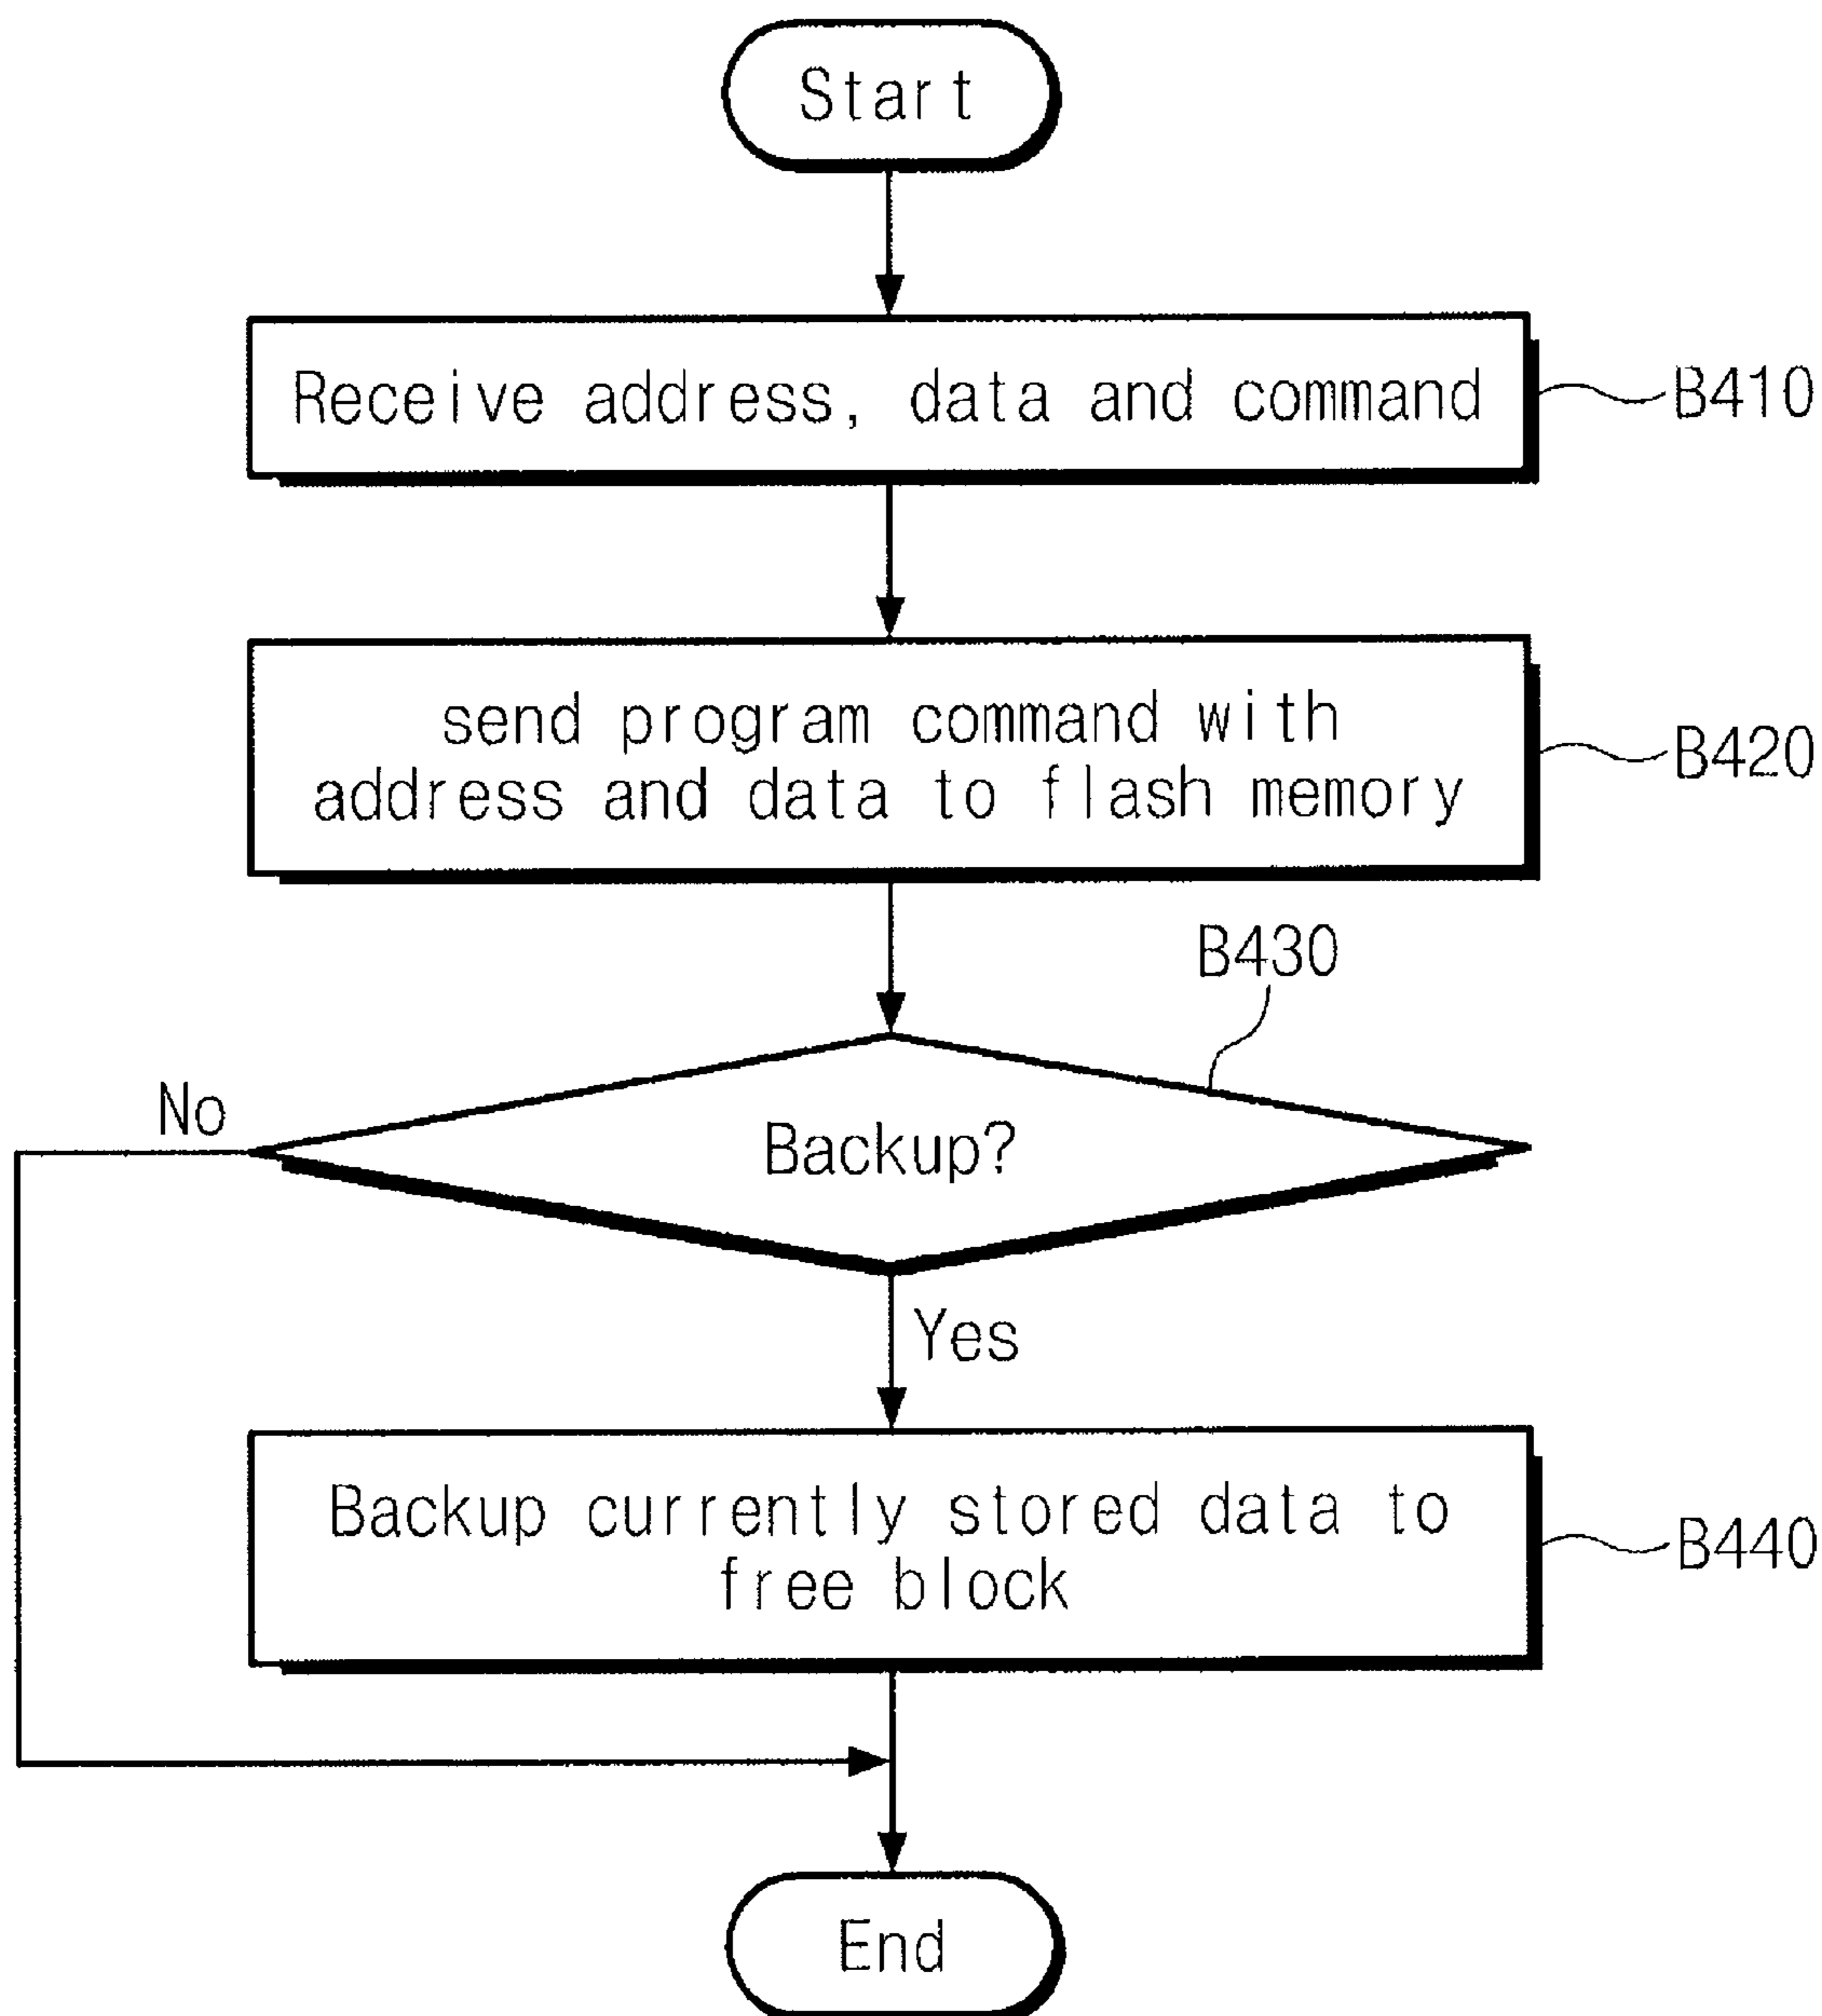 Start
Receive address, data and command
B410
send program command with
address and data to flash memory
B420
B430
No
Backup?
Yes
Backup currently stored data to
free block
B440
End